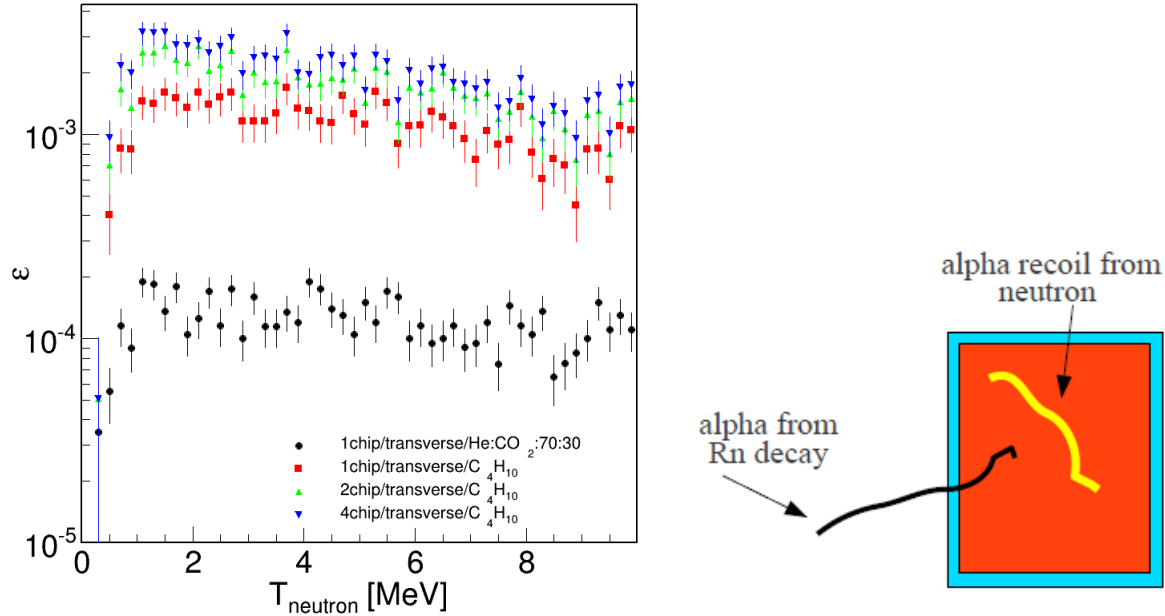 10⁻³
10⁻⁴
10⁻⁵
ε
1chip/transverse/He:CO₂:70:30
1chip/transverse/C₄H₁₀
2chip/transverse/C₄H₁₀
4chip/transverse/C₄H₁₀
0 2 4 6 8
Tneutron [MeV]
alpha recoil from
neutron
alpha from
Rn decay